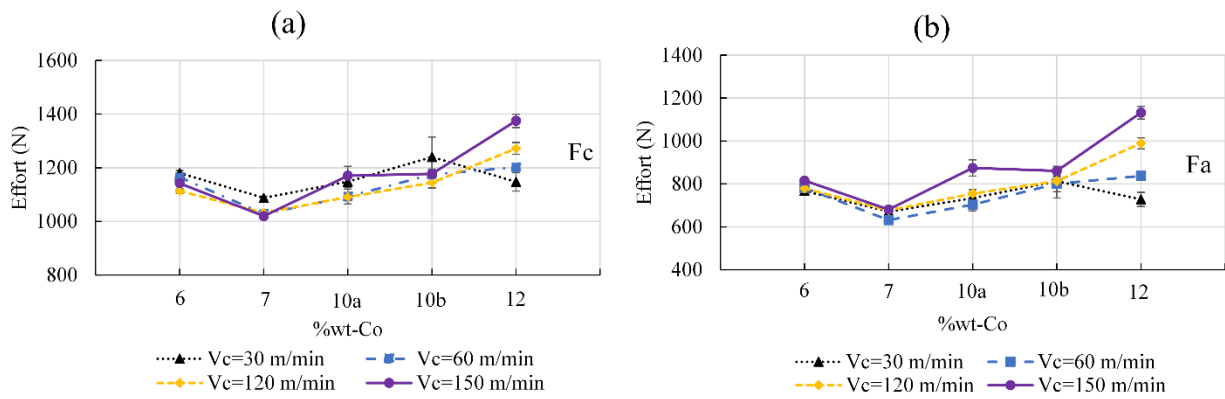 (a)
1600
1400
1200
1000
800
Effort (N)
Fc
6 7 10a 10b 12
%wt-Co
Vc=30 m/min Vc=60 m/min
Vc=120 m/min Vc=150 m/min
(b)
1400
1200
1000
800
600
400
Effort (N)
Fa
6 7 10a 10b 12
%wt-Co
Vc=30 m/min Vc=60 m/min
Vc=120 m/min Vc=150 m/min